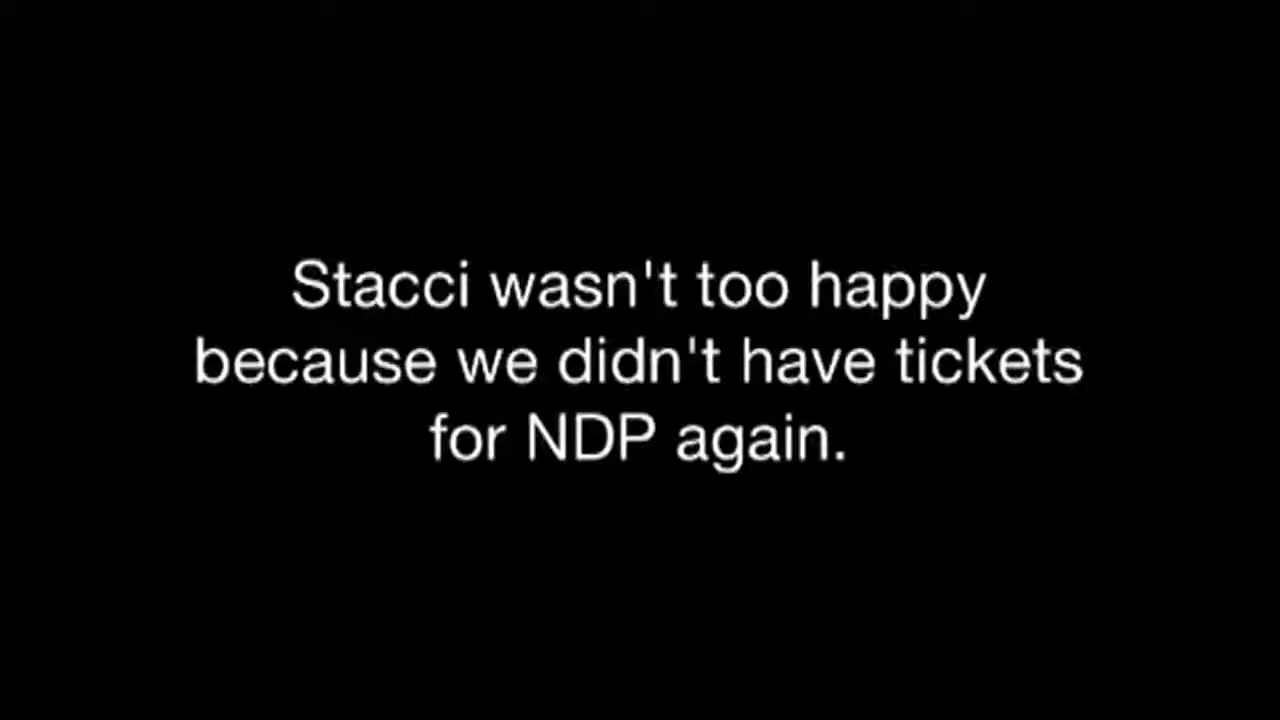 Stacci wasn't too happy
because we didn't have tickets
for NDP again.